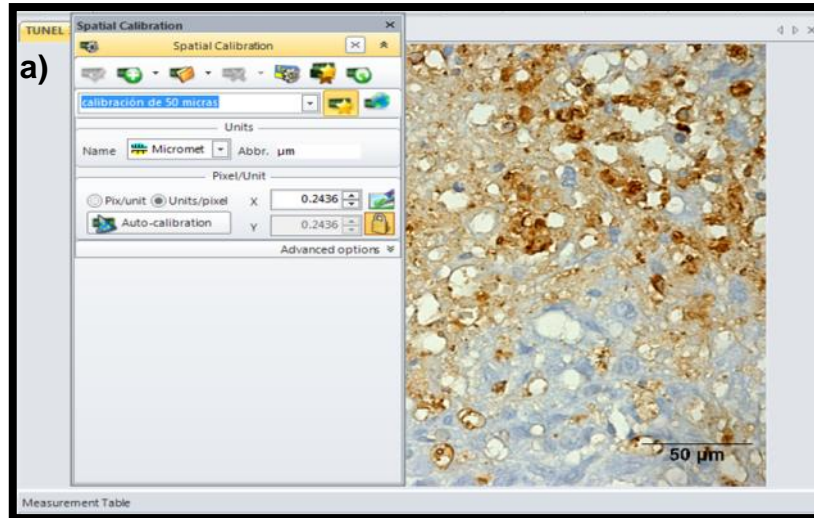 TUNEL
a)
Spatial Calibration
Spatial Calibration
calibración de 50 micras
Units
Name Micromet Abbr. µm
Pixel/Unit
Pix/unit Units/pixel X 0.2436
Auto-calibration Y 0.2436
Advanced options
50 µm
Measurement Table